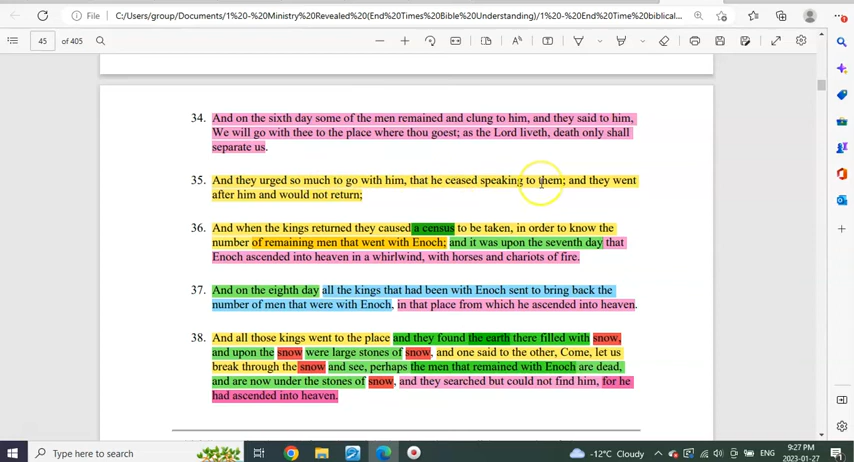 File
C:/Users/group/Documents/1%20-%20Ministry%20Revealed%20(End%20Times%20Bible%20Understanding)/1%20-%20End%20Time%20biblical...
45 of 405
34. And on the sixth day some of the men remained and clung to him, and they said to him,
We will go with thee to the place where thou goest; as the Lord liveth, death only shall
separate us.
35. And they urged so much to go with him, that he ceased speaking to them; and they went
after him and would not return;
36. And when the kings returned they caused a census to be taken, in order to know the
number of remaining men that went with Enoch; and it was upon the seventh day that
Enoch ascended into heaven in a whirlwind, with horses and chariots of fire.
37. And on the eighth day all the kings that had been with Enoch sent to bring back the
number of men that were with Enoch, in that place from which he ascended into heaven.
38. And all those kings went to the place and they found the earth there filled with snow,
and upon the snow were large stones of snow, and one said to the other, Come, let us
break through the snow and see, perhaps the men that remained with Enoch are dead,
and are now under the stones of snow, and they searched but could not find him, for he
had ascended into heaven.
Type here to search
-12°C Cloudy
ENG
9:27 PM
2023-01-27